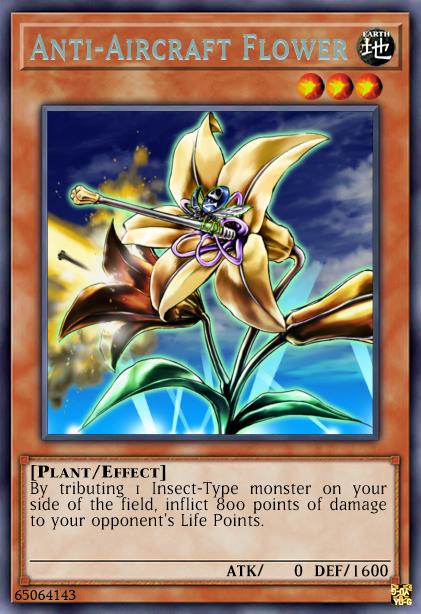 ANTI-AIRCRAFT FLOWER
EARTH
地
[PLANT/EFFECT]
By tributing 1 Insect-Type monster on your
side of the field, inflict 800 points of damage
to your opponent's Life Points.
ATK/ 0 DEF/1600
65064143